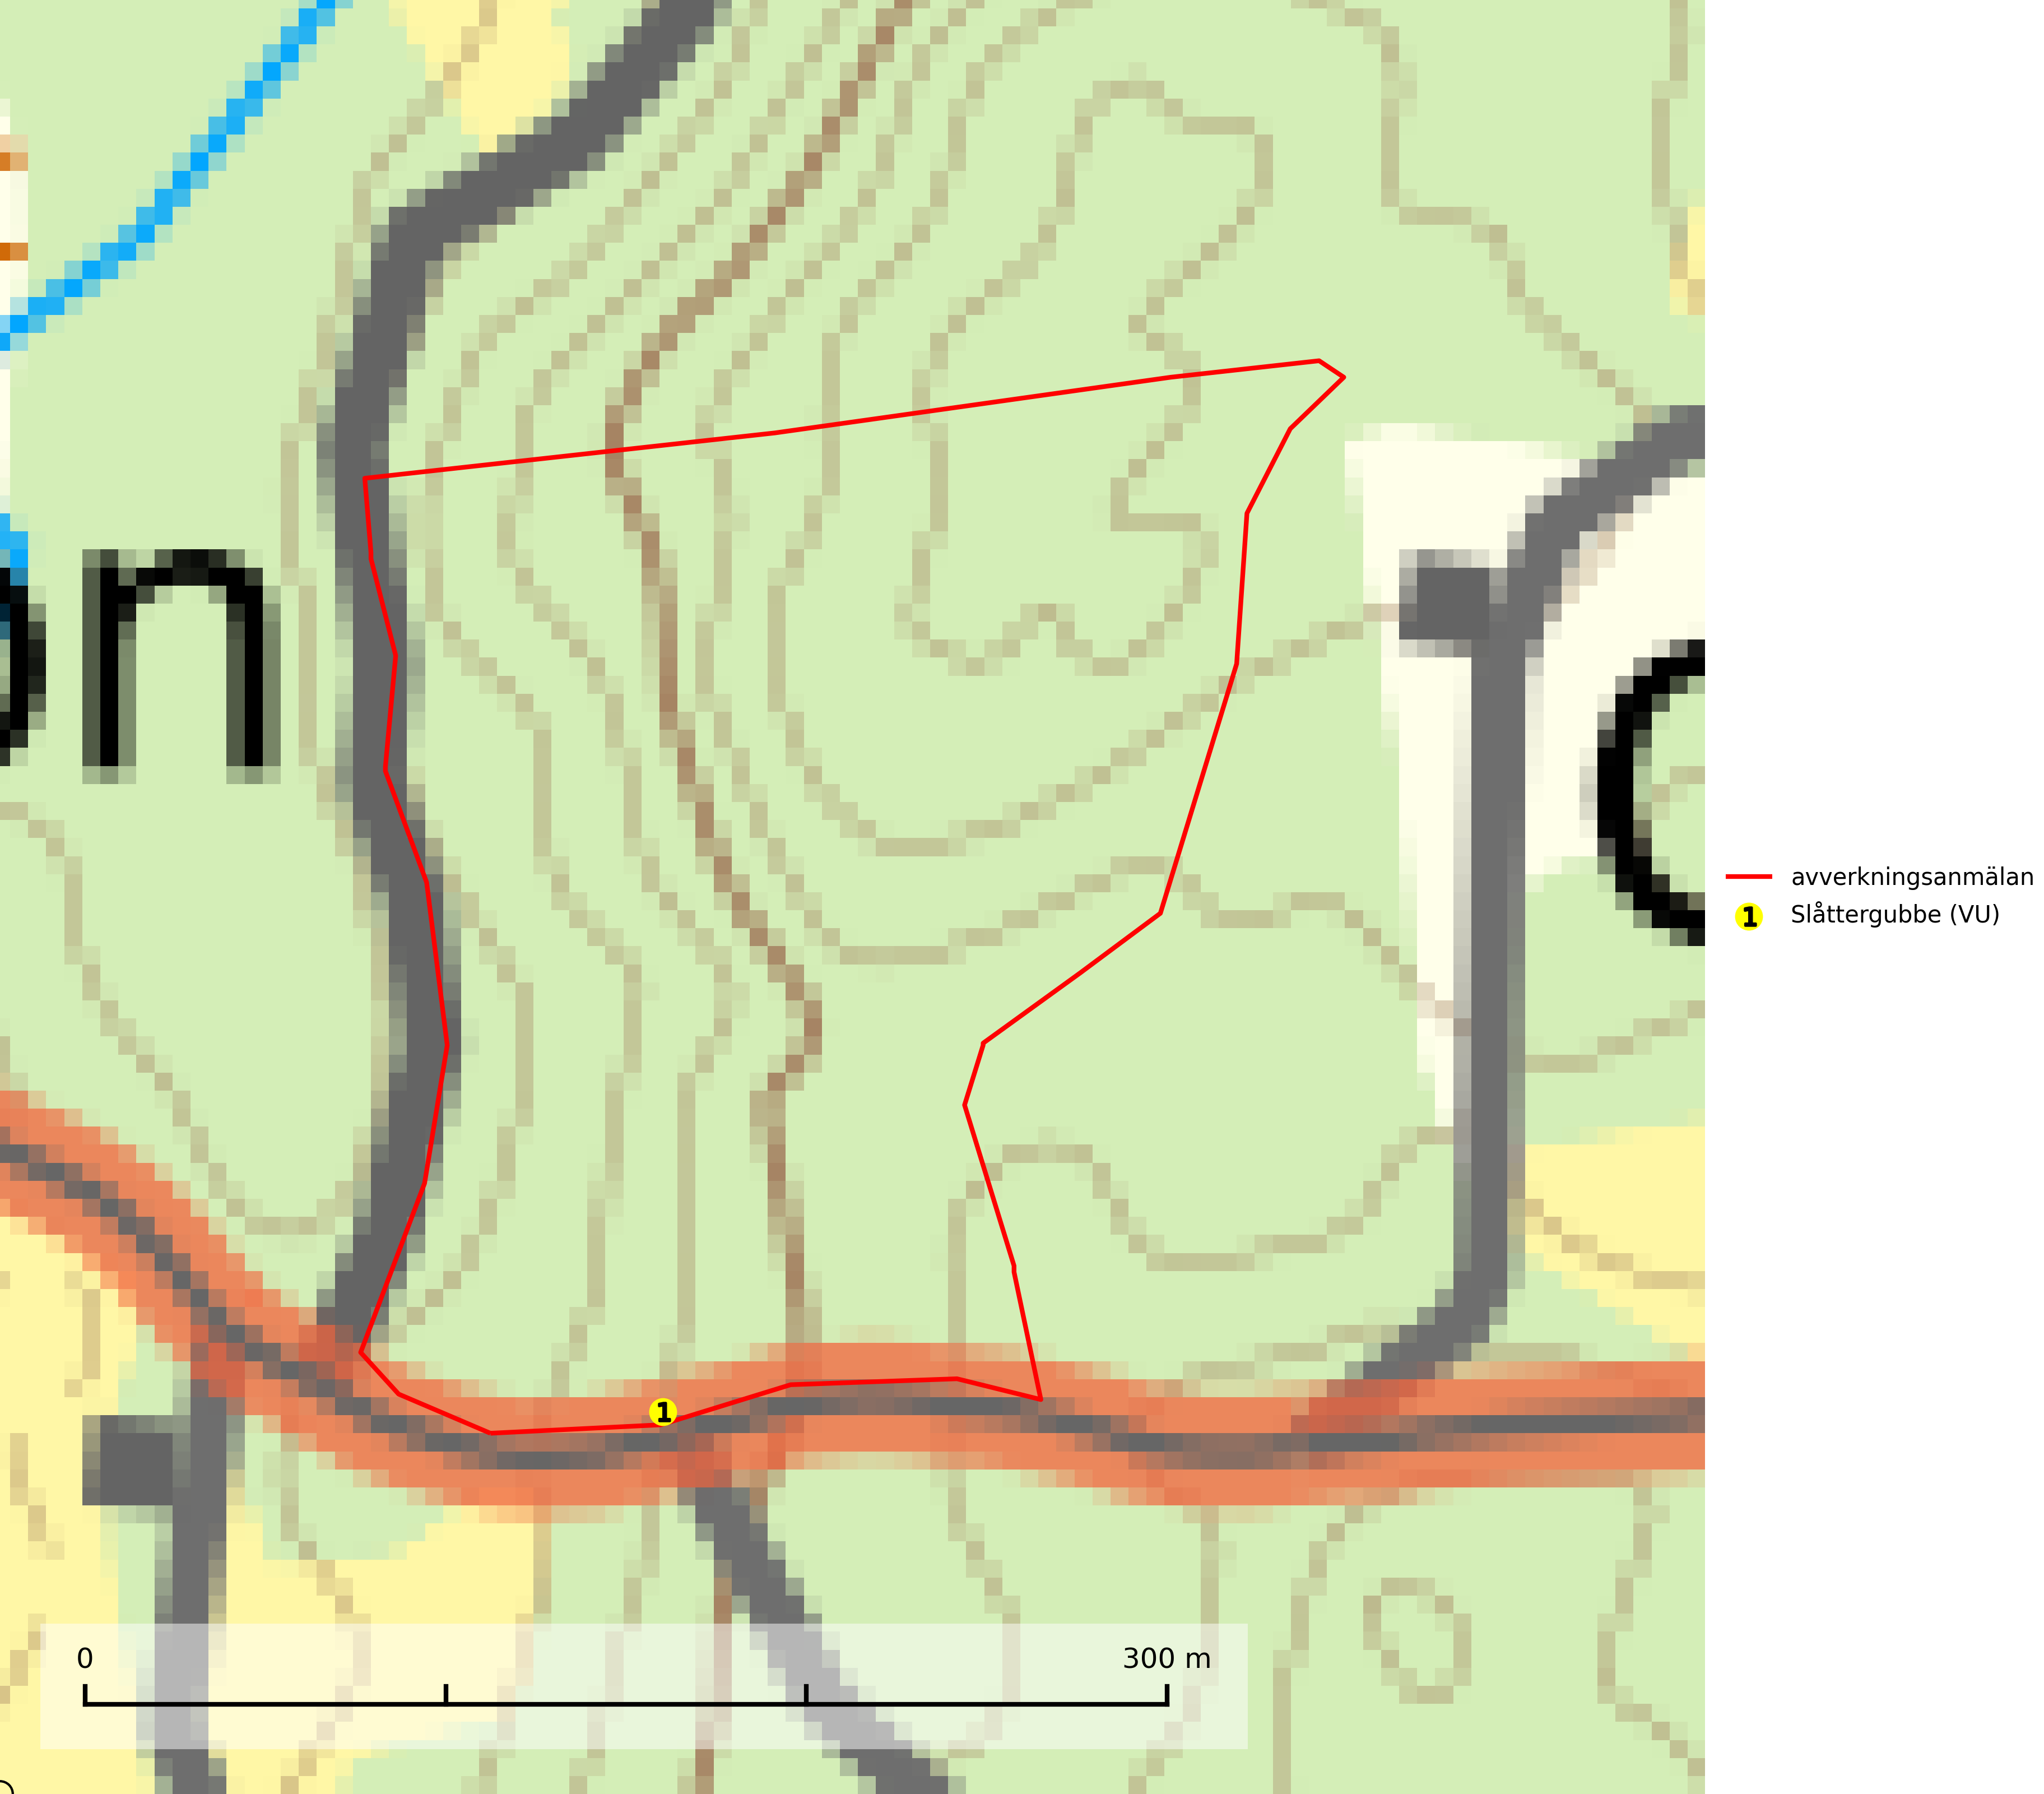 n
avverkningsanmälan
1 Slåttergubbe (VU)
1
0 300 m